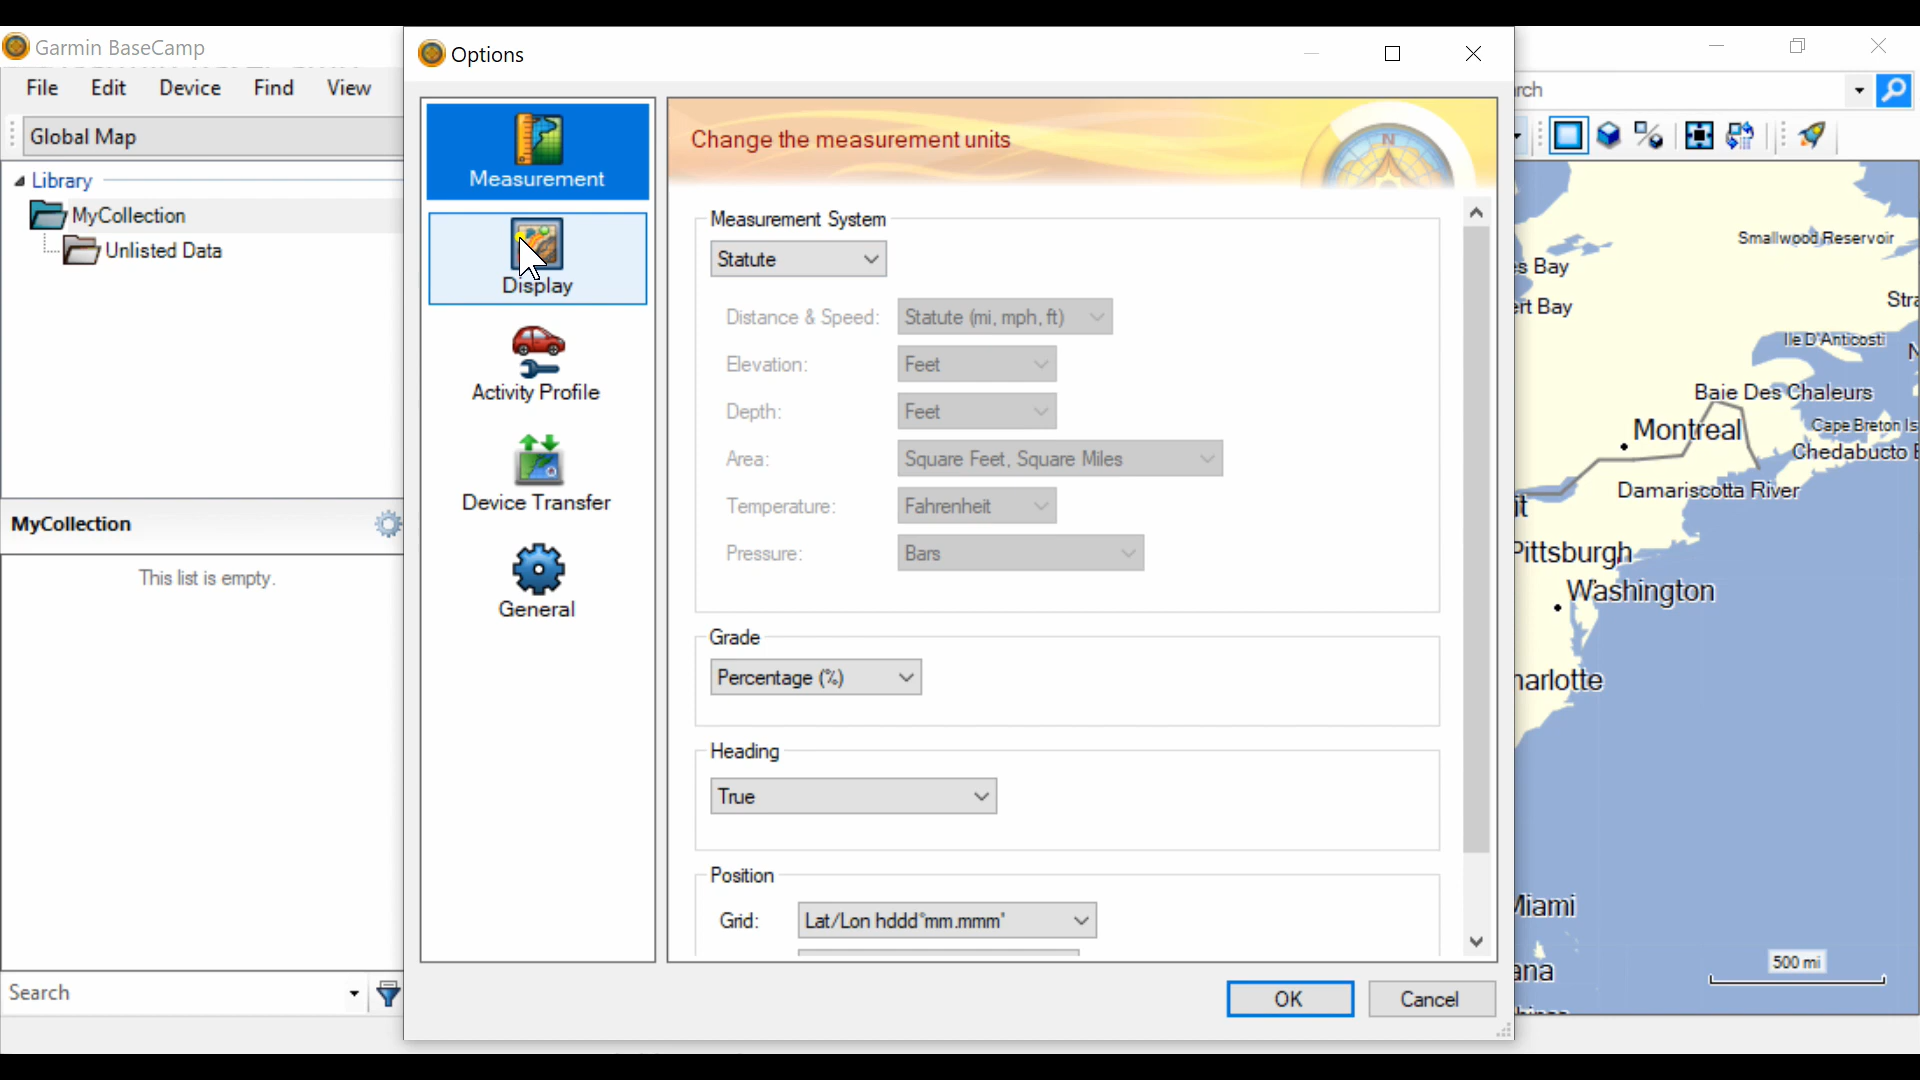 Garmin BaseCamp
File Edit Device Find View
Global Map
Library
MyCollection
Unlisted Data
MyCollection
This list is empty.
Search
Options
Measurement
Display
Activity Profile
Device Transfer
General
Change the measurement units
Measurement System
Statute
Distance & Speed: Statute (mi, mph, ft)
Elevation: Feet
Depth: Feet
Area: Square Feet, Square Miles
Temperature: Fahrenheit
Pressure: Bars
Grade
Percentage (%)
Heading
True
Position
Grid: Lat/Lon hddd°mm.mmm'
OK Cancel
rch
Smallwood Reservoir
s Bay
ert Bay
Stra
Ile D'Anticosti
N
Baie Des Chaleurs
Montreal
Cape Breton Is
Chedabucto B
Damariscotta River
it
Pittsburgh
Washington
harlotte
Miami
ana
500 mi